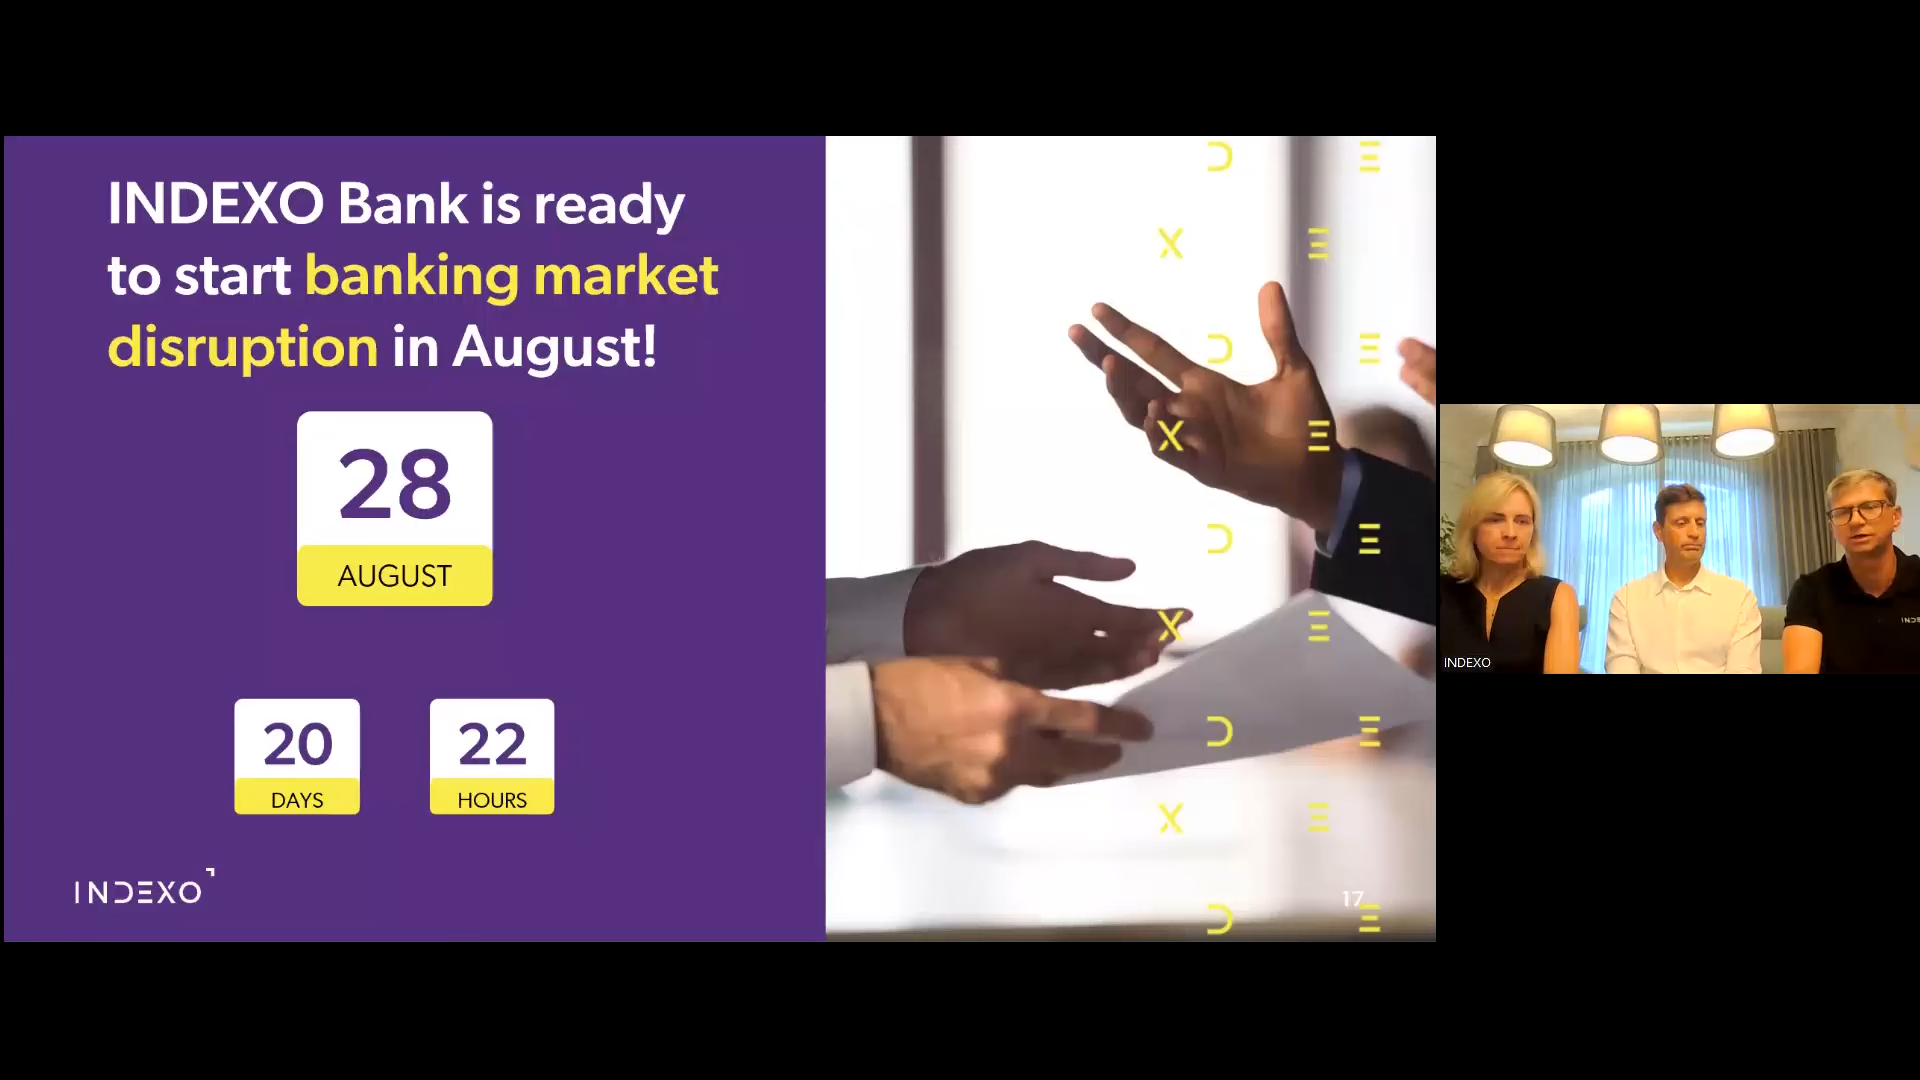 INDEXO Bank is ready
to start banking market
disruption in August!
28
AUGUST
20
DAYS
22
HOURS
INDEXO
D E
X E
D E
X E
D E
X E
D E
X E
17
D E
INDEXO